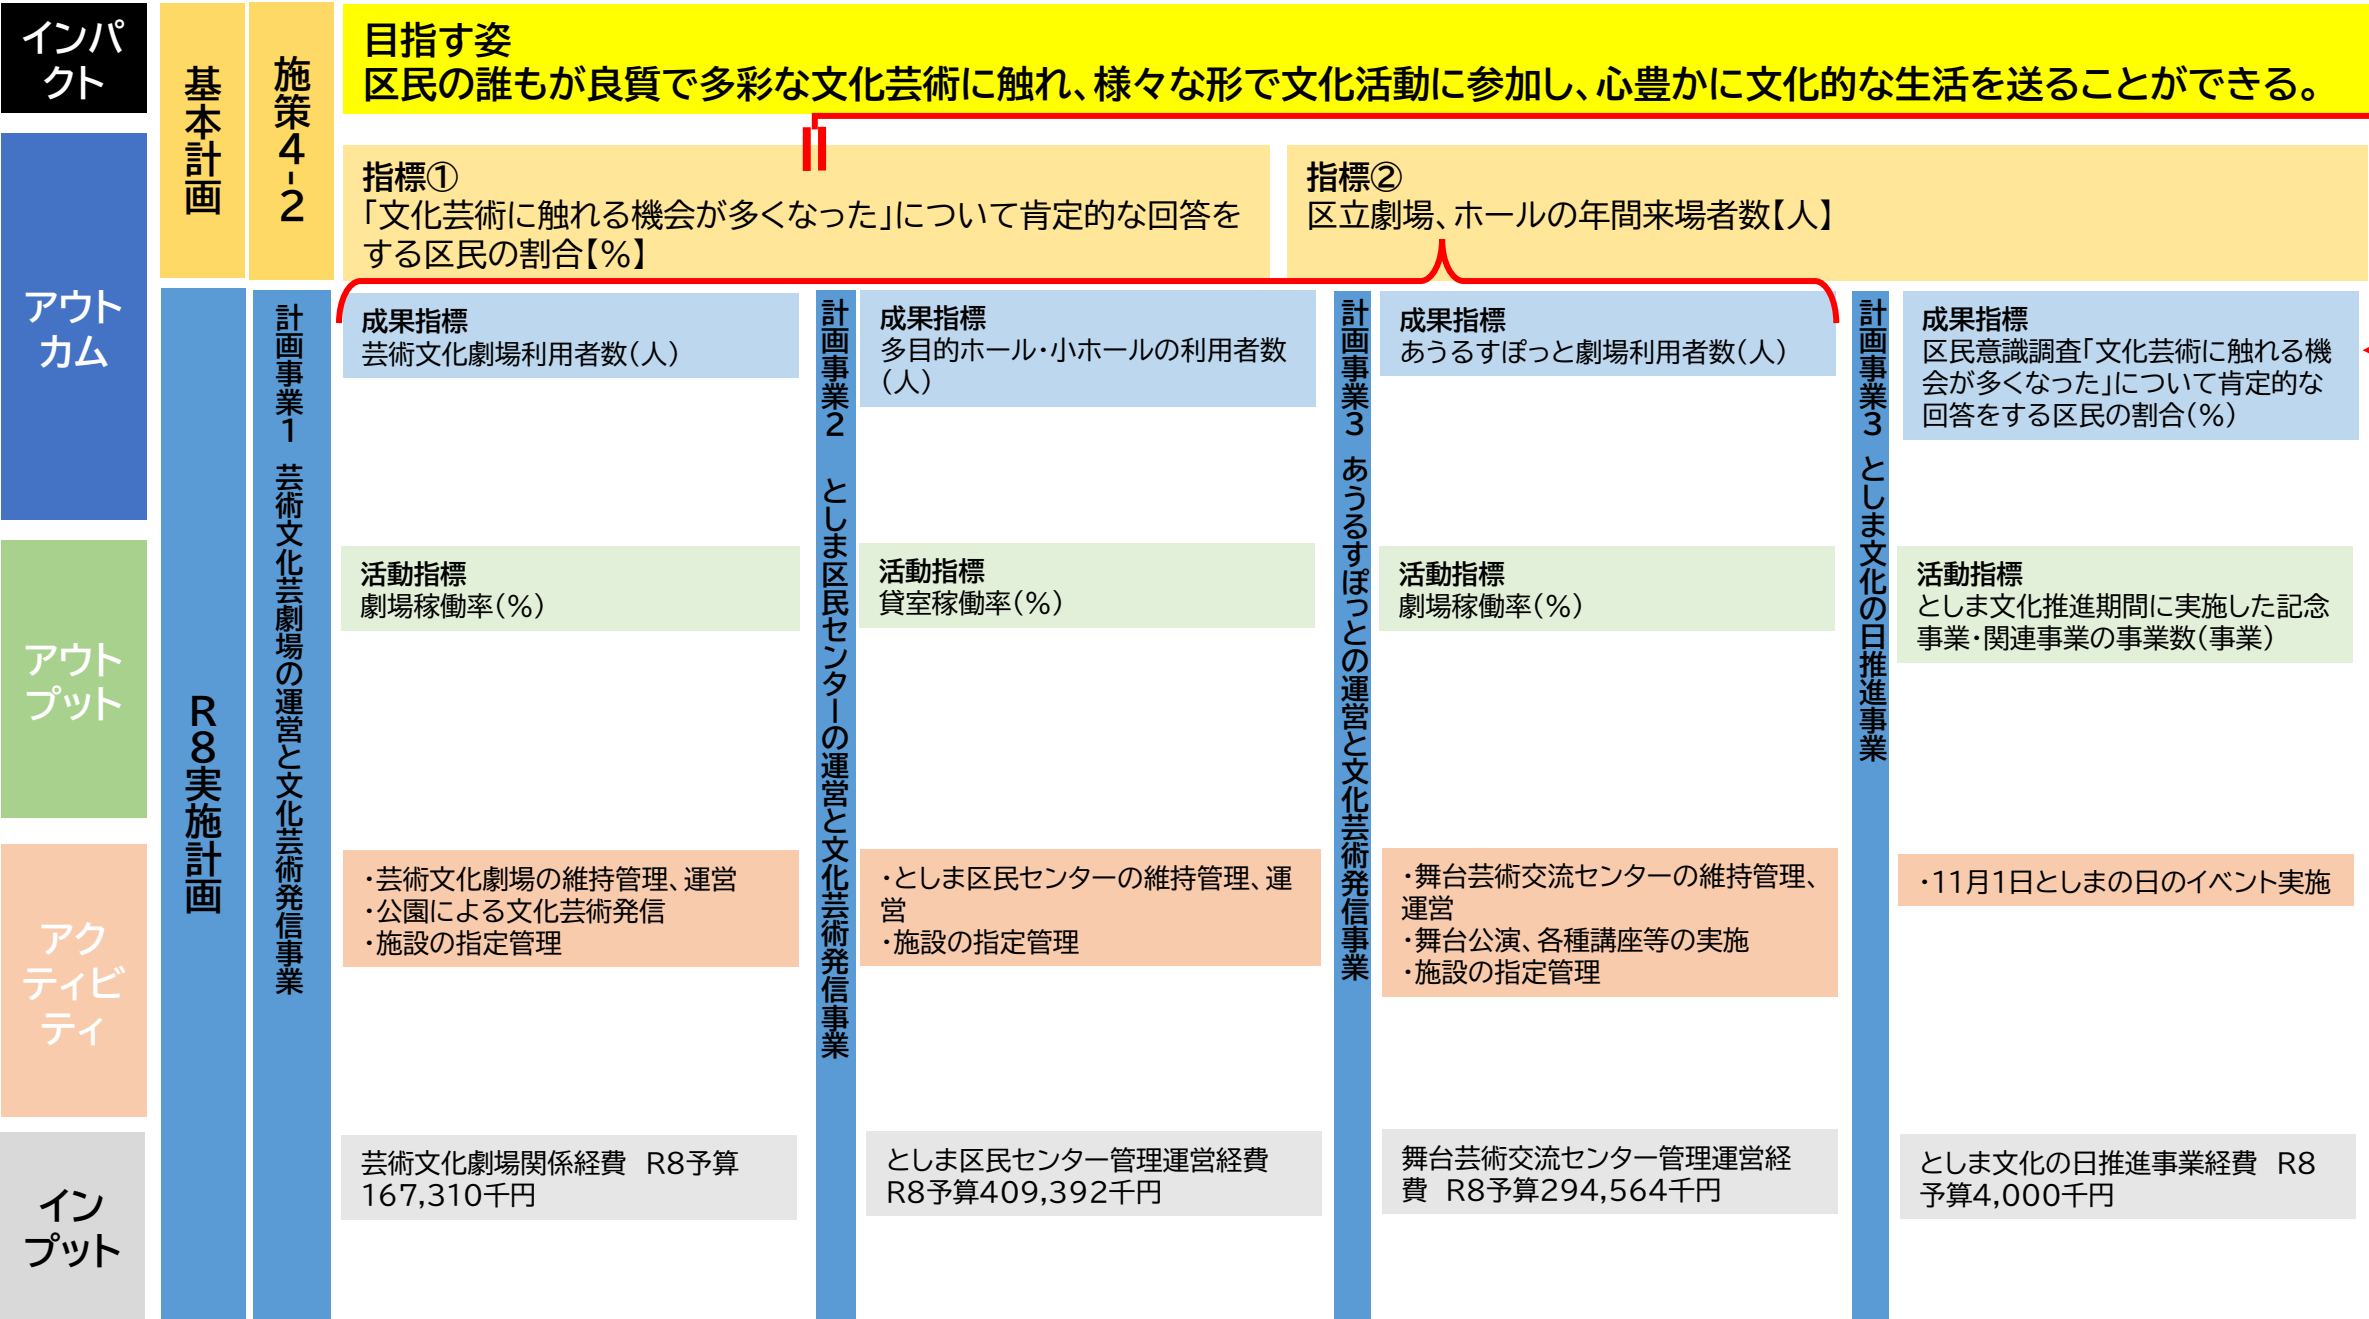 インパ
クト
基本計画
施策4-2
目指す姿
区民の誰もが良質で多彩な文化芸術に触れ、様々な形で文化活動に参加し、心豊かに文化的な生活を送ることができる。
アウト
カム
指標①
「文化芸術に触れる機会が多くなった」について肯定的な回答を
する区民の割合【%】
指標②
区立劇場、ホールの年間来場者数【人】
R8実施計画
計画事業1 芸術文化芸劇場の運営と文化芸術発信事業
成果指標
芸術文化劇場利用者数(人)
計画事業2 としま区民センターの運営と文化芸術発信事業
成果指標
多目的ホール・小ホールの利用者数
(人)
計画事業3 あうるすぽっとの運営と文化芸術発信事業
成果指標
あうるすぽっと劇場利用者数(人)
計画事業3 としま文化の日推進事業
成果指標
区民意識調査「文化芸術に触れる機
会が多くなった」について肯定的な
回答をする区民の割合(%)
アウト
プット
活動指標
劇場稼働率(%)
活動指標
貸室稼働率(%)
活動指標
劇場稼働率(%)
活動指標
としま文化推進期間に実施した記念
事業・関連事業の事業数(事業)
アク
ティビ
ティ
・芸術文化劇場の維持管理、運営
・公園による文化芸術発信
・施設の指定管理
・としま区民センターの維持管理、運
営
・施設の指定管理
・舞台芸術交流センターの維持管理、
運営
・舞台公演、各種講座等の実施
・施設の指定管理
・11月1日としまの日のイベント実施
イン
プット
芸術文化劇場関係経費 R8予算
167,310千円
としま区民センター管理運営経費
R8予算409,392千円
舞台芸術交流センター管理運営経
費 R8予算294,564千円
としま文化の日推進事業経費 R8
予算4,000千円